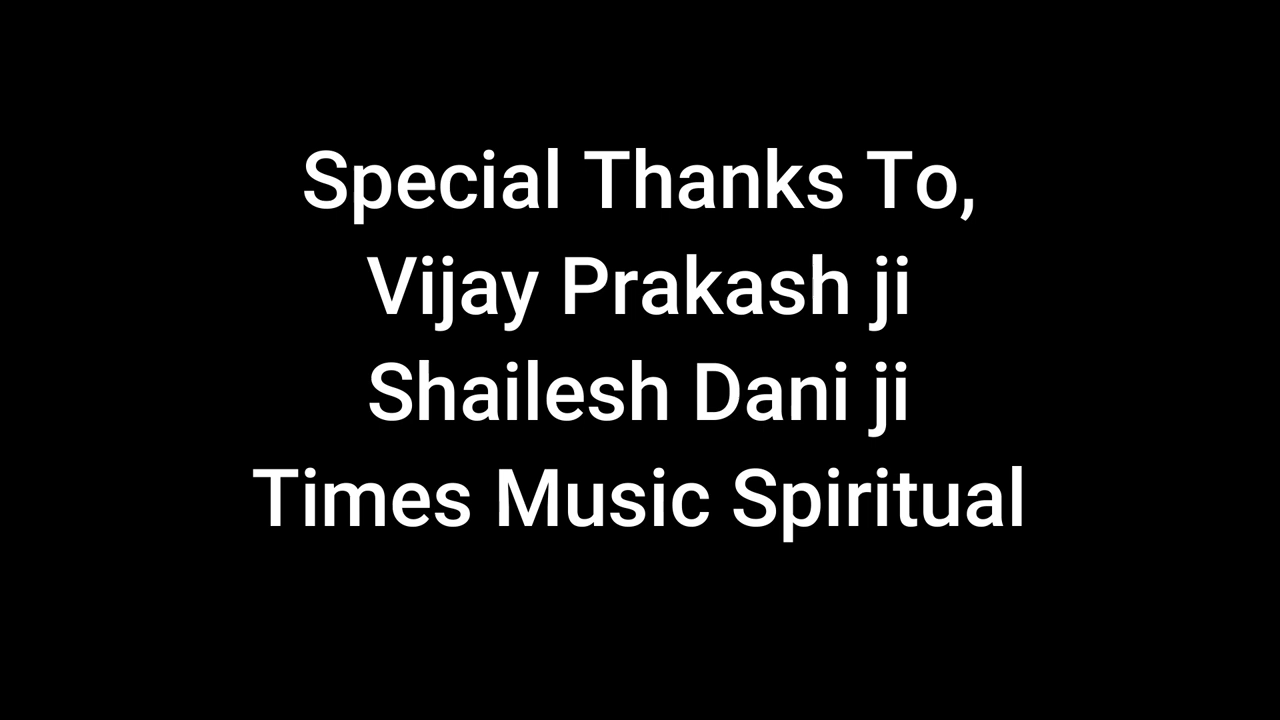 Special Thanks To,
Vijay Prakash ji
Shailesh Dani ji
Times Music Spiritual